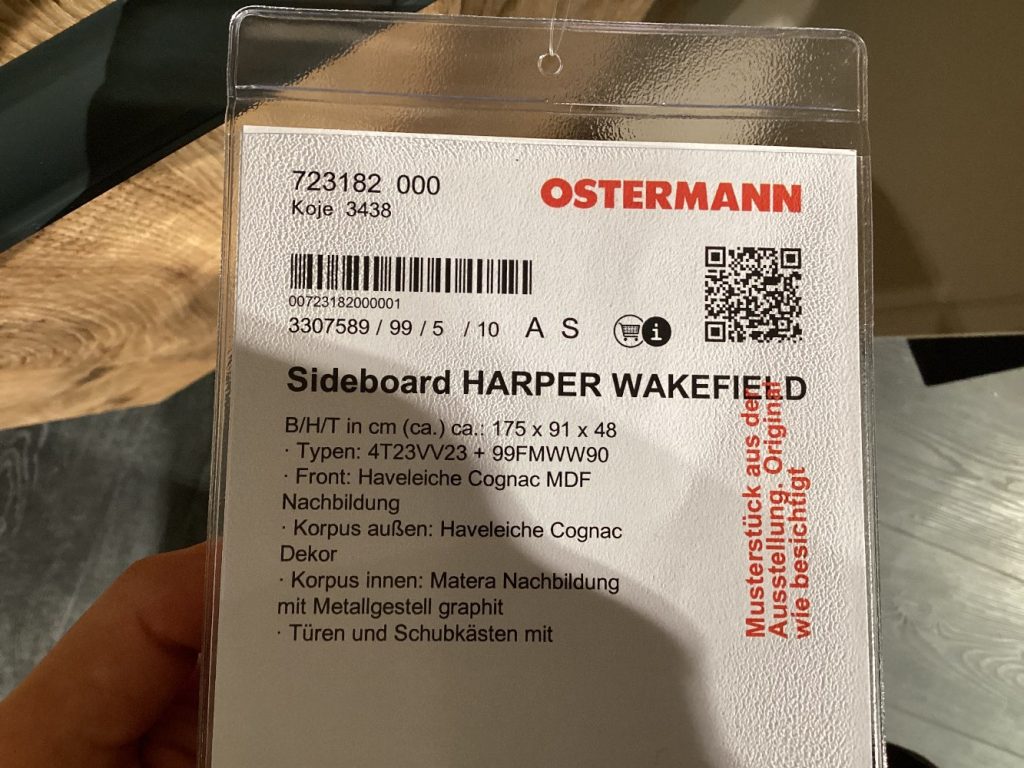 723182 000
Koje 3438
OSTERMANN
00723182000001
3307589 / 99 / 5 / 10 A S
i
Sideboard HARPER WAKEFIELD
B/H/T in cm (ca.) ca.: 175 x 91 x 48
· Typen: 4T23VV23 + 99FMWW90
· Front: Haveleiche Cognac MDF
Nachbildung
· Korpus außen: Haveleiche Cognac
Dekor
· Korpus innen: Matera Nachbildung
mit Metallgestell graphit
· Türen und Schubkästen mit
Musterstück aus der
Ausstellung. Original
wie besichtigt